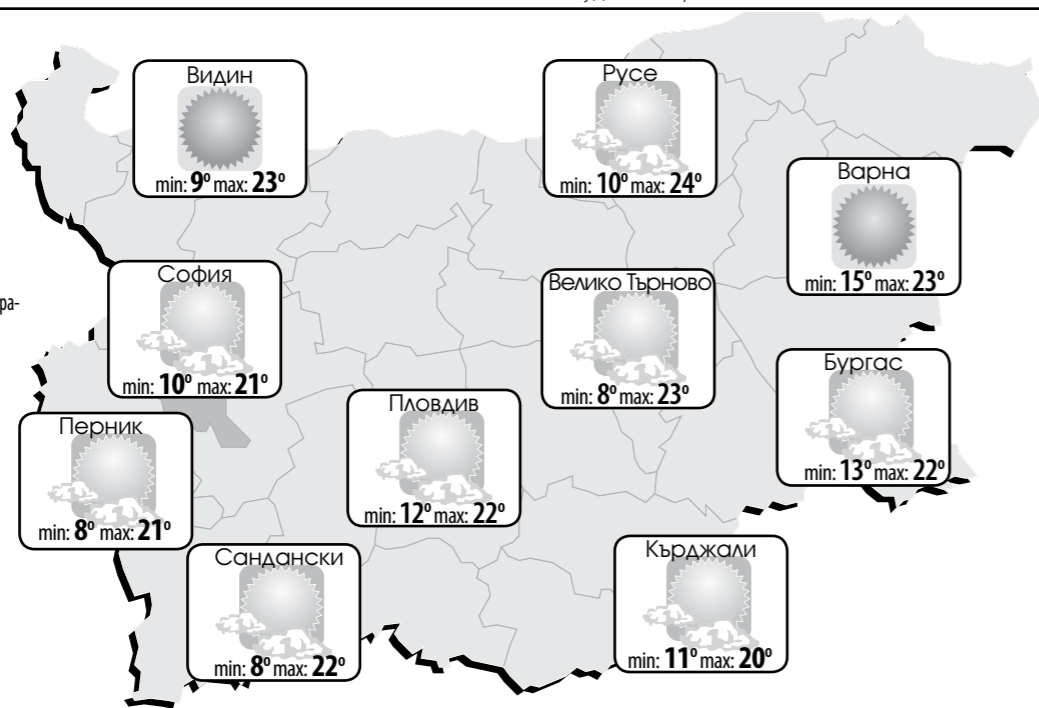 Видин
min: 9° max: 23°
Русе
min: 10° max: 24°
Варна
min: 15° max: 23°
София
min: 10° max: 21°
ра-
Велико Търново
min: 8° max: 23°
Бургас
min: 13° max: 22°
Пловдив
min: 12° max: 22°
Перник
min: 8° max: 21°
Сандански
min: 8° max: 22°
Кърджали
min: 11° max: 20°